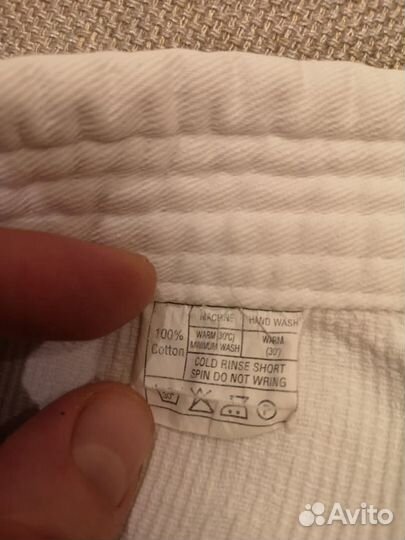 100%
Cotton
MACHINE HAND WASH
WARM (30°C) WARM
MINIMUM WASH (30°)
COLD RINSE SHORT
SPIN DO NOT WRING
30°
P
Avito